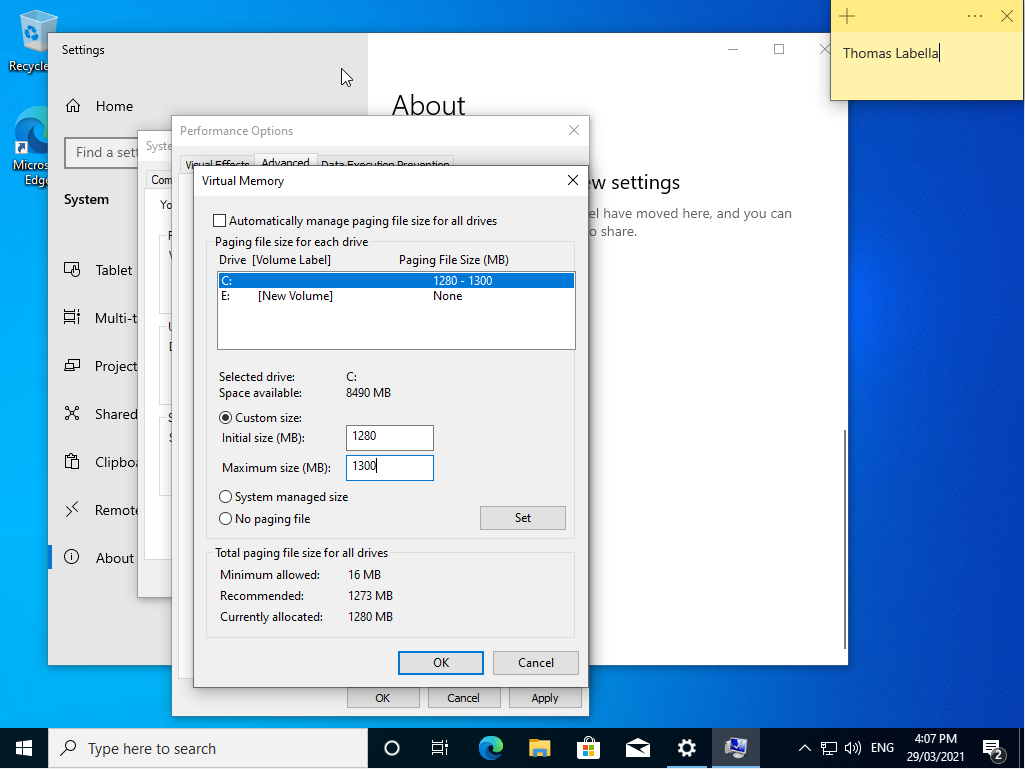 Recycle
Micros
Edge
Thomas Labella
Settings
Home
Find a sett
System
Tablet
Multi-t
Project
Shared
Clipboa
Remote
About
About
ew settings
el have moved here, and you can
o share.
Syste
Com
Yo
Performance Options
Visual Effects Advanced Data Execution Prevention
Virtual Memory
Automatically manage paging file size for all drives
Paging file size for each drive
Drive [Volume Label] Paging File Size (MB)
C: 1280 - 1300
E: [New Volume] None
Selected drive: C:
Space available: 8490 MB
Custom size:
Initial size (MB): 1280
Maximum size (MB): 1300
System managed size
No paging file
Set
Total paging file size for all drives
Minimum allowed: 16 MB
Recommended: 1273 MB
Currently allocated: 1280 MB
OK Cancel
OK Cancel Apply
Type here to search
ENG
4:07 PM
29/03/2021
2